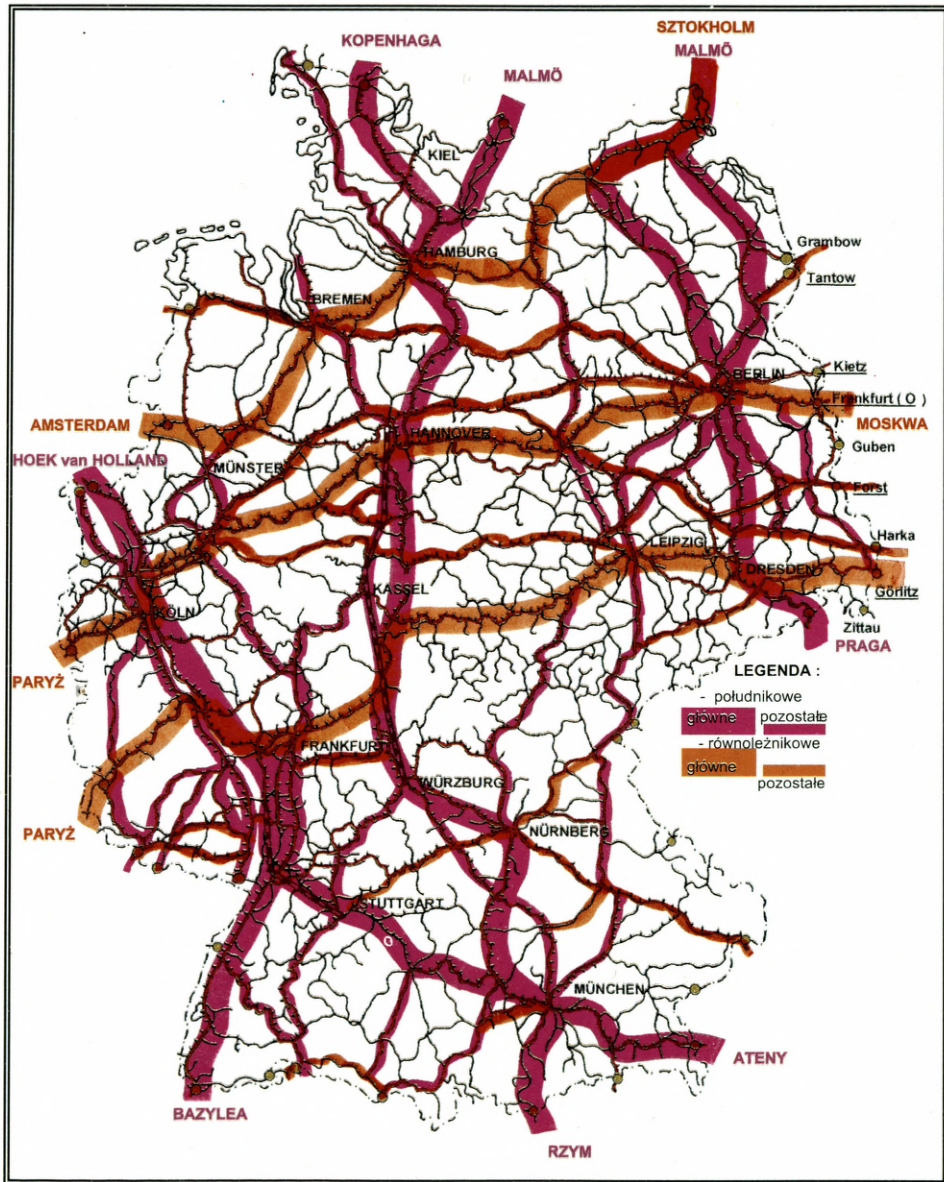 SZTOKHOLM
KOPENHAGA
MALMÖ
MALMÖ
KIEL
HAMBURG
Grambow
Tantow
BREMEN
BERLIN
Kietz
Frankfurt ( O )
AMSTERDAM
MOSKWA
HANNOVER
Guben
HOEK van HOLLAND
MÜNSTER
Forst
LEIPZIG
Harka
DRESDEN
KASSEL
Görlitz
KÖLN
Zittau
PRAGA
PARYŻ
LEGENDA :
- południkowe
główne pozostałe
- równoleżnikowe
główne
pozostałe
FRANKFURT
WÜRZBURG
PARYŻ
NÜRNBERG
STUTTGART
G
MÜNCHEN
ATENY
BAZYLEA
RZYM